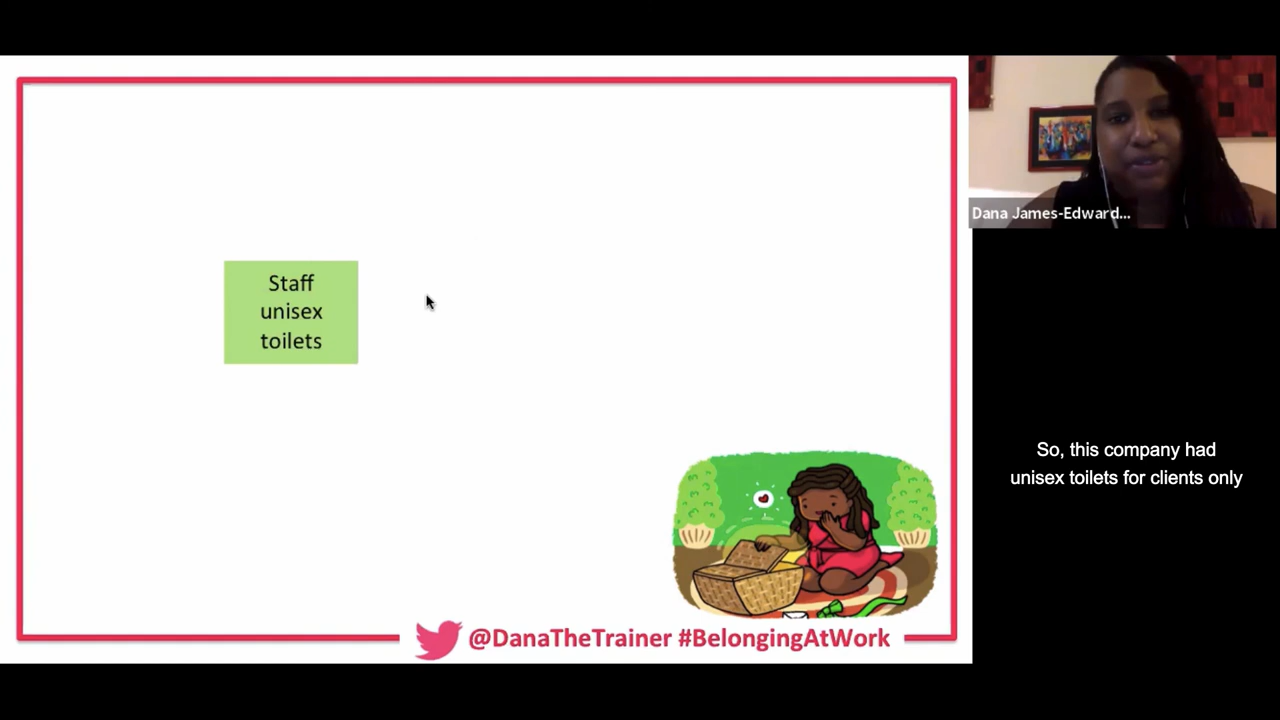 Staff
unisex
toilets
@DanaTheTrainer #BelongingAtWork
Dana James-Edward...
So, this company had
unisex toilets for clients only